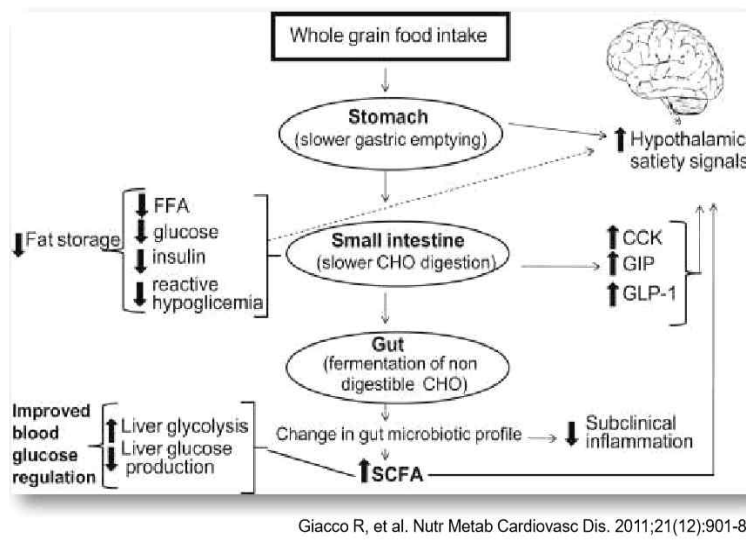 Whole grain food intake
Stomach
(slower gastric emptying)
Hypothalamic
satiety signals
Fat storage
FFA
glucose
insulin
reactive
hypoglicemia
Small intestine
(slower CHO digestion)
CCK
GIP
GLP-1
Gut
(fermentation of non
digestible CHO)
Improved
blood
glucose
regulation
Liver glycolysis
Liver glucose
production
Change in gut microbiotic profile
Subclinical
inflammation
SCFA
Giacco R, et al. Nutr Metab Cardiovasc Dis. 2011;21(12):901-8